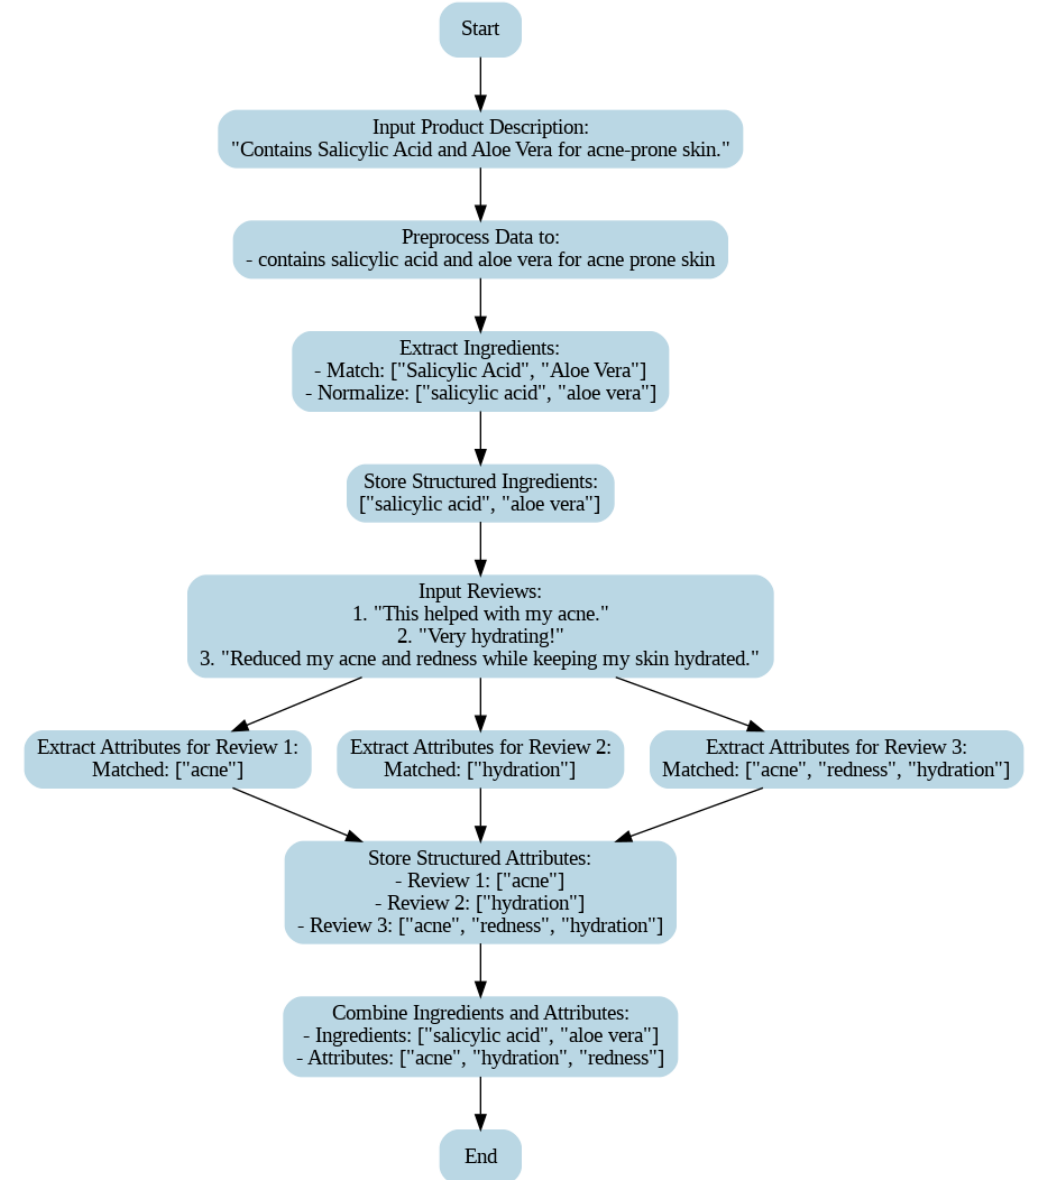 Start
Input Product Description:
"Contains Salicylic Acid and Aloe Vera for acne-prone skin."
Preprocess Data to:
- contains salicylic acid and aloe vera for acne prone skin
Extract Ingredients:
- Match: ["Salicylic Acid", "Aloe Vera"]
- Normalize: ["salicylic acid", "aloe vera"]
Store Structured Ingredients:
["salicylic acid", "aloe vera"]
Input Reviews:
1. "This helped with my acne."
2. "Very hydrating!"
3. "Reduced my acne and redness while keeping my skin hydrated."
Extract Attributes for Review 1:
Matched: ["acne"]
Extract Attributes for Review 2:
Matched: ["hydration"]
Extract Attributes for Review 3:
Matched: ["acne", "redness", "hydration"]
Store Structured Attributes:
- Review 1: ["acne"]
- Review 2: ["hydration"]
- Review 3: ["acne", "redness", "hydration"]
Combine Ingredients and Attributes:
- Ingredients: ["salicylic acid", "aloe vera"]
- Attributes: ["acne", "hydration", "redness"]
End